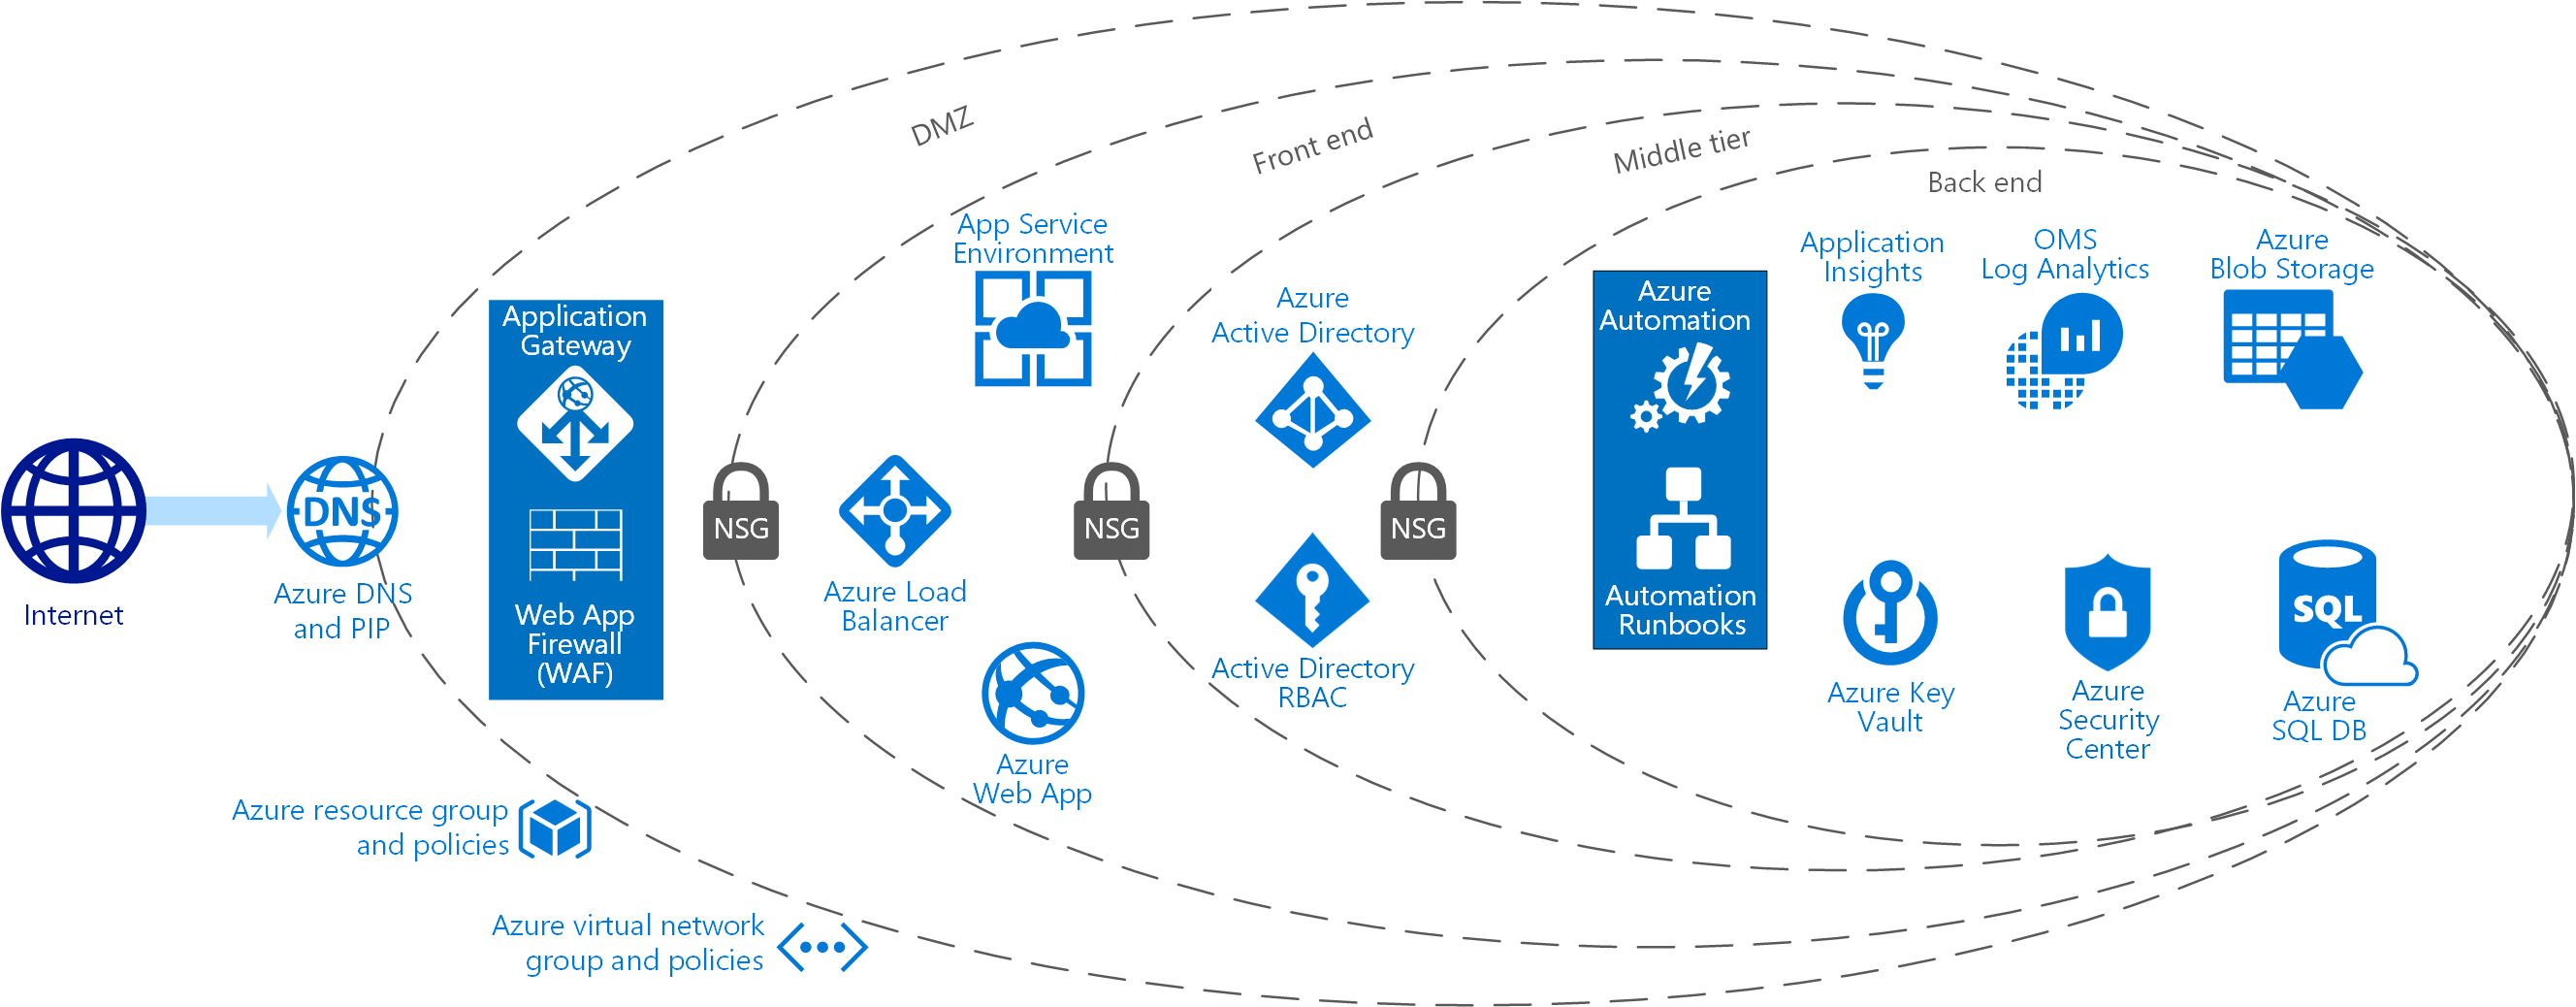 DMZ
Front end
Middle tier
Back end
Internet
DNS
Azure DNS
and PIP
Application
Gateway
Web App
Firewall
(WAF)
NSG
App Service
Environment
Azure Load
Balancer
Azure
Web App
NSG
Azure
Active Directory
Active Directory
RBAC
NSG
Azure
Automation
Automation
Runbooks
Application
Insights
OMS
Log Analytics
Azure
Blob Storage
Azure Key
Vault
Azure
Security
Center
SQL
Azure
SQL DB
Azure resource group
and policies
Azure virtual network
group and policies